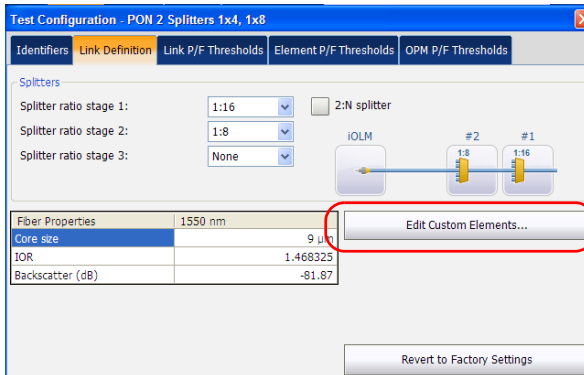 Test Configuration - PON 2 Splitters 1x4, 1x8
Identifiers Link Definition Link P/F Thresholds Element P/F Thresholds OPM P/F Thresholds
Splitters
Splitter ratio stage 1: 1:16 2:N splitter
Splitter ratio stage 2: 1:8
Splitter ratio stage 3: None
iOLM #2 #1
1:8 1:16
Fiber Properties 1550 nm
Core size 9 µm
IOR 1.468325
Backscatter (dB) -81.87
Edit Custom Elements...
Revert to Factory Settings